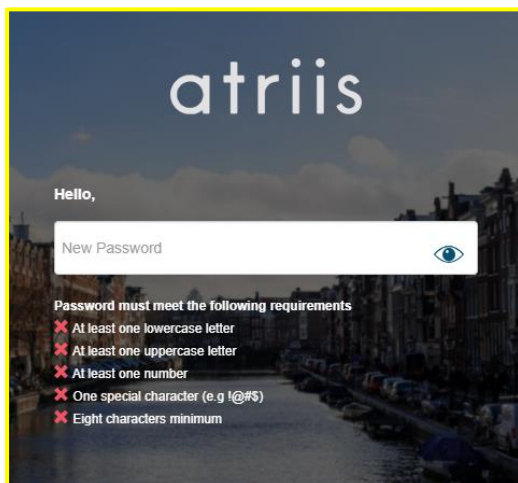 atriis
Hello,
New Password
Password must meet the following requirements
At least one lowercase letter
At least one uppercase letter
At least one number
One special character (e.g !@#$)
Eight characters minimum